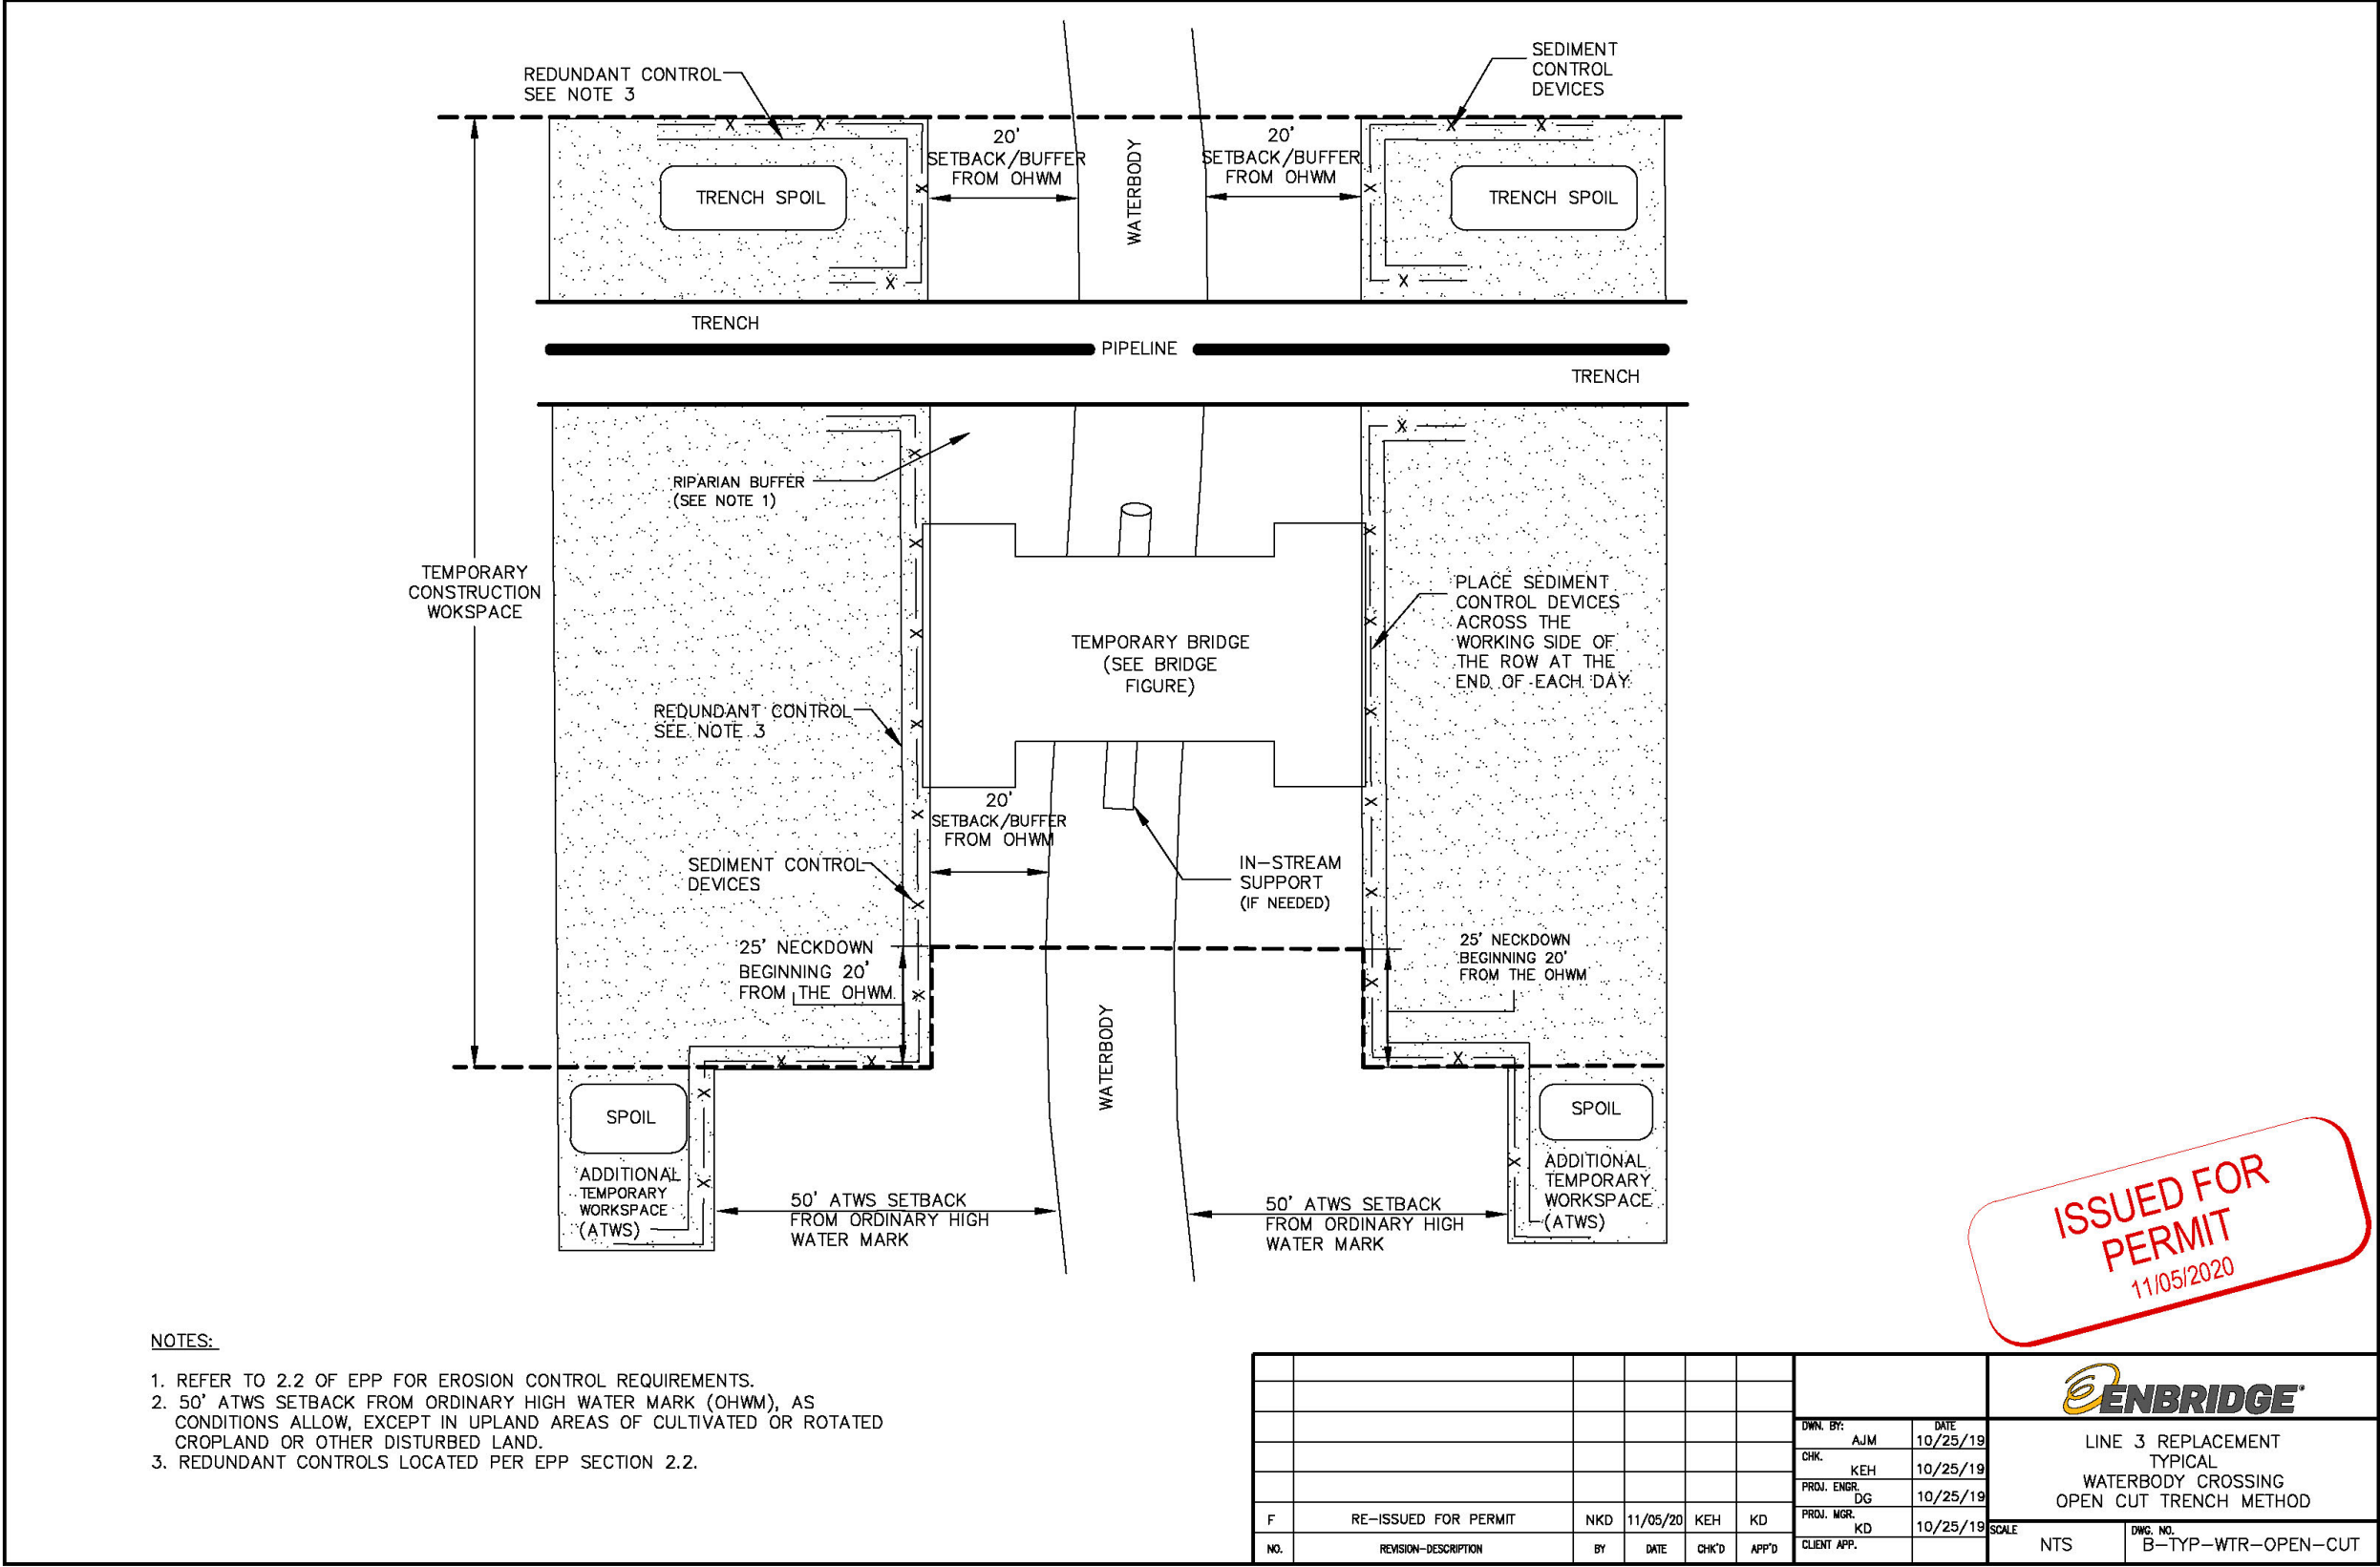 REDUNDANT CONTROL
SEE NOTE 3
SEDIMENT
CONTROL
DEVICES
20'
SETBACK/BUFFER
FROM OHWM
WATERBODY
20'
SETBACK/BUFFER
FROM OHWM
TRENCH SPOIL
TRENCH SPOIL
TRENCH
PIPELINE
TRENCH
RIPARIAN BUFFER
(SEE NOTE 1)
TEMPORARY
CONSTRUCTION
WOKSPACE
TEMPORARY BRIDGE
(SEE BRIDGE
FIGURE)
PLACE SEDIMENT
CONTROL DEVICES
ACROSS THE
WORKING SIDE OF
THE ROW AT THE
END OF EACH DAY
REDUNDANT CONTROL
SEE NOTE 3
20'
SETBACK/BUFFER
FROM OHWM
SEDIMENT CONTROL
DEVICES
IN-STREAM
SUPPORT
(IF NEEDED)
25' NECKDOWN
BEGINNING 20'
FROM THE OHWM
25' NECKDOWN
BEGINNING 20'
FROM THE OHWM
WATERBODY
SPOIL
SPOIL
ADDITIONAL
TEMPORARY
WORKSPACE
(ATWS)
50' ATWS SETBACK
FROM ORDINARY HIGH
WATER MARK
50' ATWS SETBACK
FROM ORDINARY HIGH
WATER MARK
ADDITIONAL
TEMPORARY
WORKSPACE
(ATWS)
ISSUED FOR
PERMIT
11/05/2020
NOTES:
1. REFER TO 2.2 OF EPP FOR EROSION CONTROL REQUIREMENTS.
2. 50' ATWS SETBACK FROM ORDINARY HIGH WATER MARK (OHWM), AS
CONDITIONS ALLOW, EXCEPT IN UPLAND AREAS OF CULTIVATED OR ROTATED
CROPLAND OR OTHER DISTURBED LAND.
3. REDUNDANT CONTROLS LOCATED PER EPP SECTION 2.2.
F RE-ISSUED FOR PERMIT NKD 11/05/20 KEH KD
NO. REVISION-DESCRIPTION BY DATE CHK'D APP'D
DWN. BY: DATE
AJM 10/25/19
CHK.
KEH 10/25/19
PROJ. ENGR.
DG 10/25/19
PROJ. MGR.
KD 10/25/19
CLIENT APP.
ENBRIDGE
LINE 3 REPLACEMENT
TYPICAL
WATERBODY CROSSING
OPEN CUT TRENCH METHOD
SCALE
NTS
DWG. NO.
B-TYP-WTR-OPEN-CUT